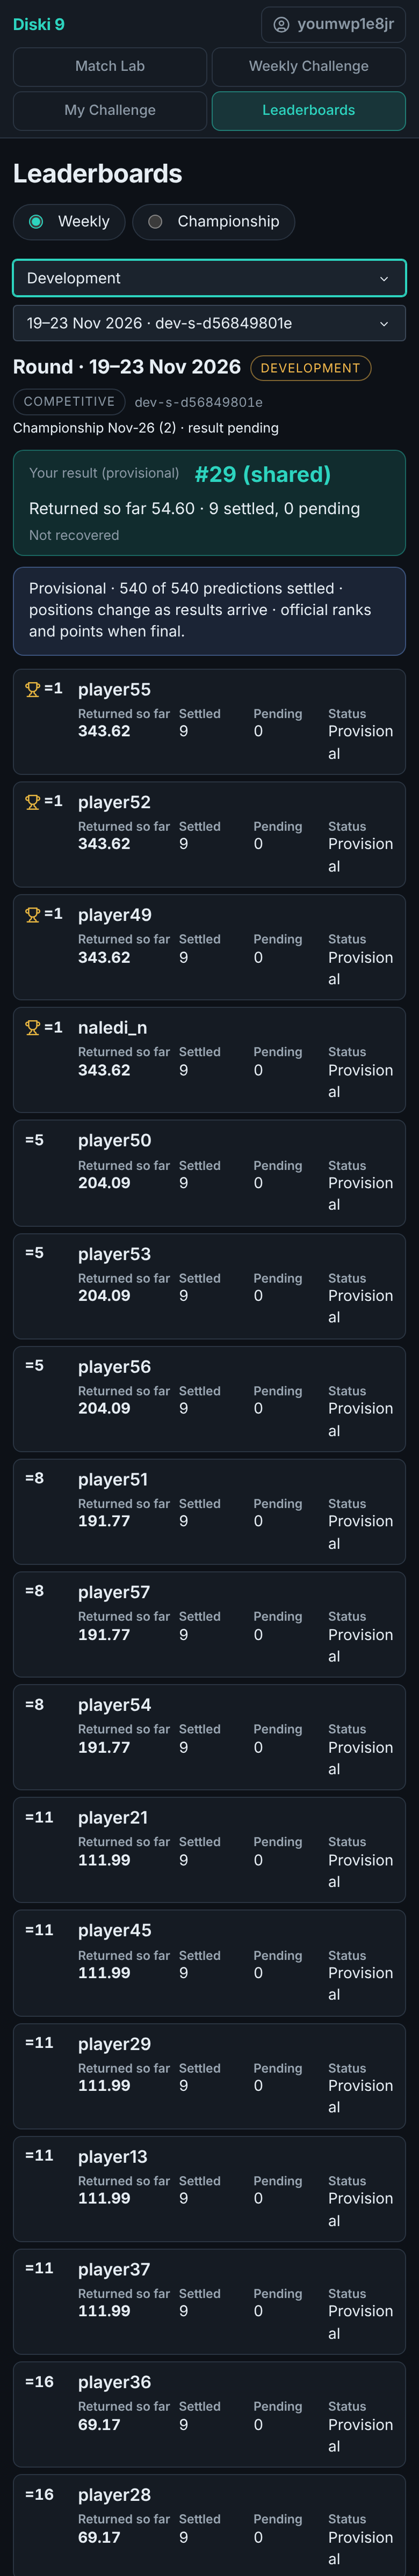 Diski 9
youmwp1e8jr
Match Lab
Weekly Challenge
My Challenge
Leaderboards
Leaderboards
Weekly
Championship
Development
19–23 Nov 2026 · dev-s-d56849801e
Round · 19–23 Nov 2026 DEVELOPMENT
COMPETITIVE dev-s-d56849801e
Championship Nov-26 (2) · result pending
Your result (provisional) #29 (shared)
Returned so far 54.60 · 9 settled, 0 pending
Not recovered
Provisional · 540 of 540 predictions settled ·
positions change as results arrive · official ranks
and points when final.
=1 player55
Returned so far Settled Pending Status
343.62 9 0 Provision
al
=1 player52
Returned so far Settled Pending Status
343.62 9 0 Provision
al
=1 player49
Returned so far Settled Pending Status
343.62 9 0 Provision
al
=1 naledi_n
Returned so far Settled Pending Status
343.62 9 0 Provision
al
=5 player50
Returned so far Settled Pending Status
204.09 9 0 Provision
al
=5 player53
Returned so far Settled Pending Status
204.09 9 0 Provision
al
=5 player56
Returned so far Settled Pending Status
204.09 9 0 Provision
al
=8 player51
Returned so far Settled Pending Status
191.77 9 0 Provision
al
=8 player57
Returned so far Settled Pending Status
191.77 9 0 Provision
al
=8 player54
Returned so far Settled Pending Status
191.77 9 0 Provision
al
=11 player21
Returned so far Settled Pending Status
111.99 9 0 Provision
al
=11 player45
Returned so far Settled Pending Status
111.99 9 0 Provision
al
=11 player29
Returned so far Settled Pending Status
111.99 9 0 Provision
al
=11 player13
Returned so far Settled Pending Status
111.99 9 0 Provision
al
=11 player37
Returned so far Settled Pending Status
111.99 9 0 Provision
al
=16 player36
Returned so far Settled Pending Status
69.17 9 0 Provision
al
=16 player28
Returned so far Settled Pending Status
69.17 9 0 Provision
al